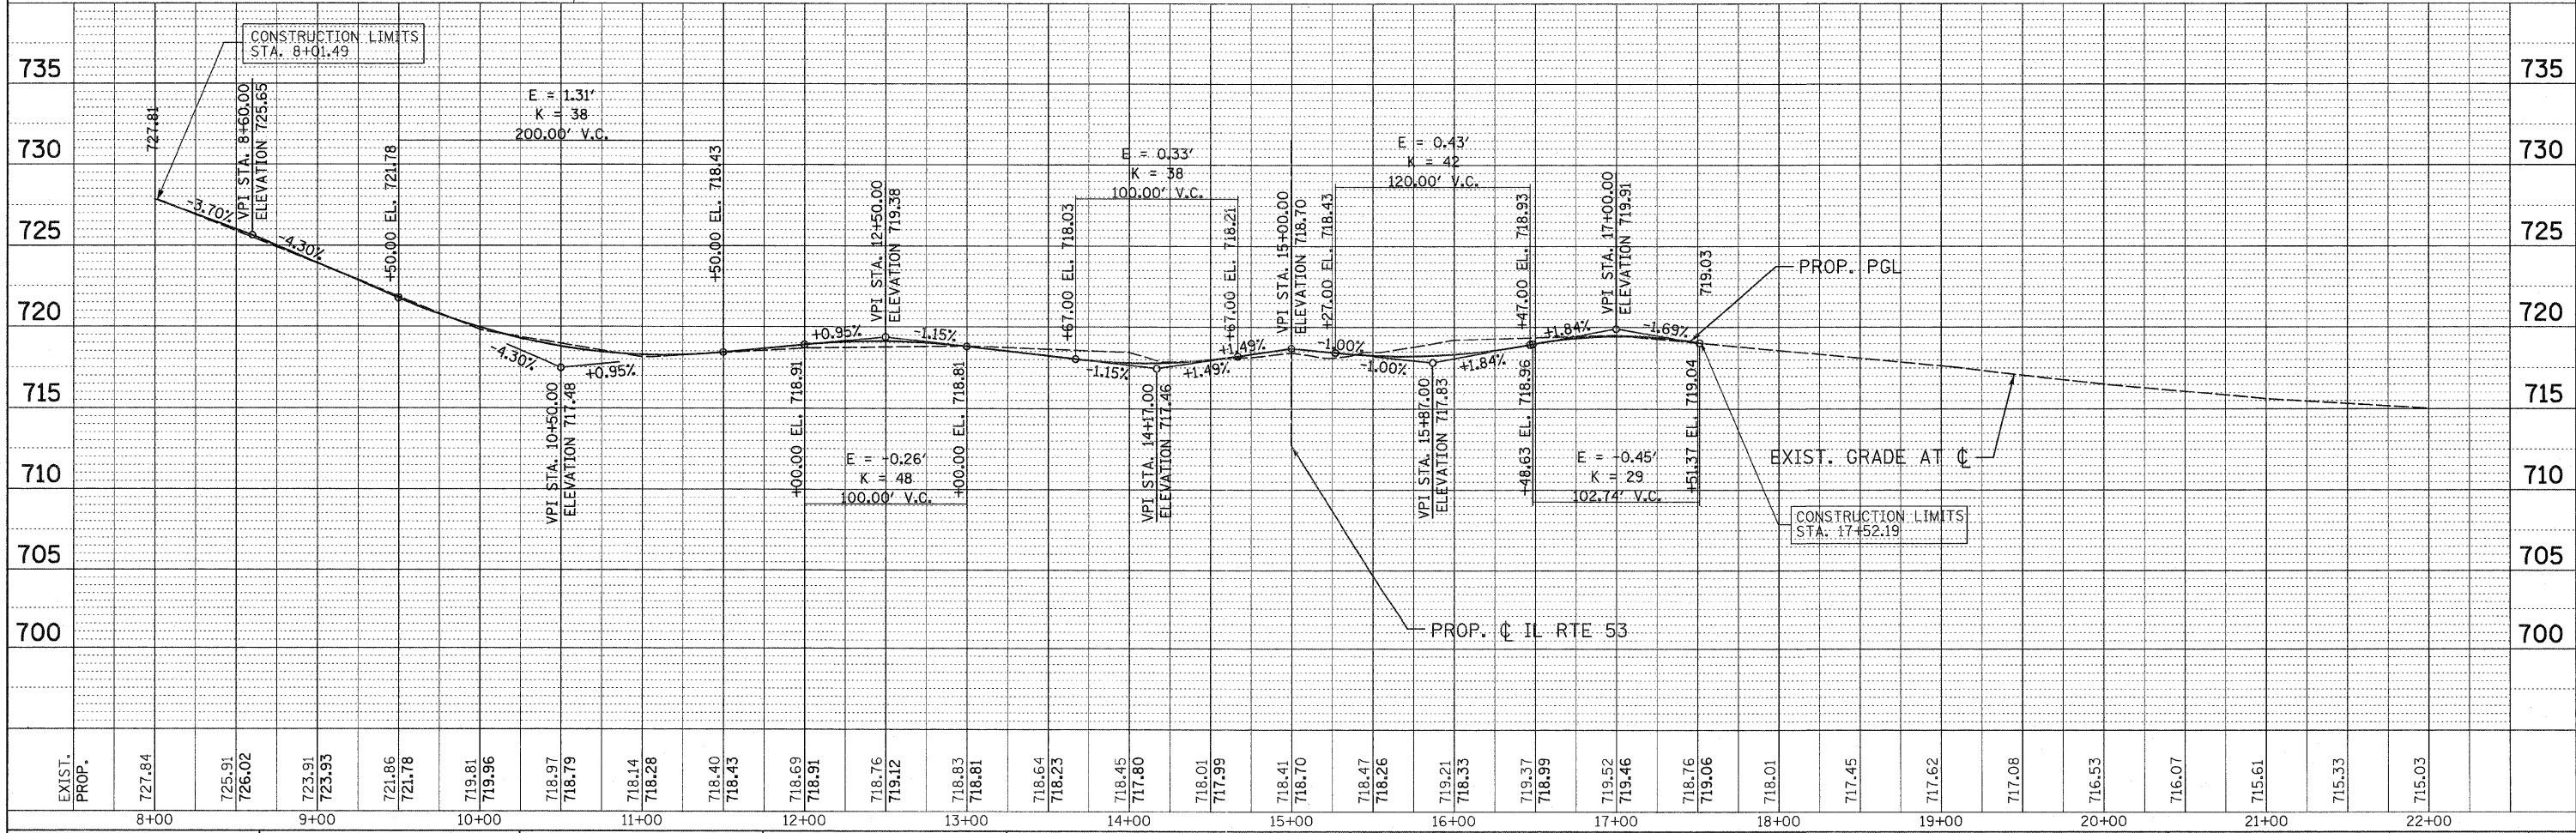 CONSTRUCTION LIMITS
STA. 8+01.49
735
735
730
730
725
725
720
720
715
715
710
710
705
705
700
700
727.81
VPI STA. 8+60.00
ELEVATION 725.65
-3.70%
-4.30%
E = 1.31'
K = 38
200.00' V.C.
+50.00 EL. 721.78
+50.00 EL. 718.43
-4.30%
+0.95%
VPI STA. 10+50.00
ELEVATION 717.48
VPI STA. 12+50.00
ELEVATION 719.38
+0.95%
-1.15%
+00.00 EL. 718.91
+00.00 EL. 718.81
E = -0.26'
K = 48
100.00' V.C.
E = 0.33'
K = 38
100.00' V.C.
+67.00 EL. 718.03
+67.00 EL. 718.21
-1.15%
+1.49%
VPI STA. 14+17.00
ELEVATION 717.46
+1.49%
-1.00%
VPI STA. 15+00.00
ELEVATION 718.70
E = 0.43'
K = 42
120.00' V.C.
+27.00 EL. 718.43
+47.00 EL. 718.93
-1.00%
+1.84%
VPI STA. 15+87.00
ELEVATION 717.83
VPI STA. 17+00.00
ELEVATION 719.91
+1.84%
-1.69%
+48.63 EL. 718.96
+51.37 EL. 719.04
E = -0.45'
K = 29
102.74' V.C.
719.03
PROP. PGL
EXIST. GRADE AT ℄
CONSTRUCTION LIMITS
STA. 17+52.19
PROP. ℄ IL RTE 53
EXIST.
PROP.
727.84
725.91
726.02
723.91
723.93
721.86
721.78
719.81
719.96
718.97
718.79
718.14
718.28
718.40
718.43
718.69
718.91
718.76
719.12
718.83
718.81
718.64
718.23
718.45
717.80
718.01
717.99
718.41
718.70
718.47
718.26
719.21
718.33
719.37
718.99
719.52
719.46
718.76
719.06
718.01
717.45
717.62
717.08
716.53
716.07
715.61
715.33
715.03
8+00
9+00
10+00
11+00
12+00
13+00
14+00
15+00
16+00
17+00
18+00
19+00
20+00
21+00
22+00